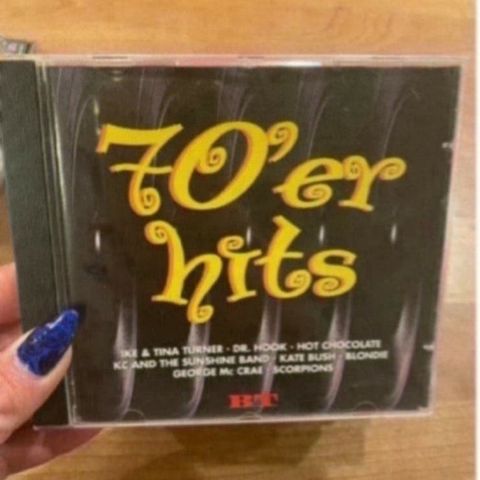 70'er
hits
IKE & TINA TURNER · DR. HOOK · HOT CHOCOLATE
KC AND THE SUNSHINE BAND · KATE BUSH · BLONDIE
GEORGE Mc CRAE · SCORPIONS
BT